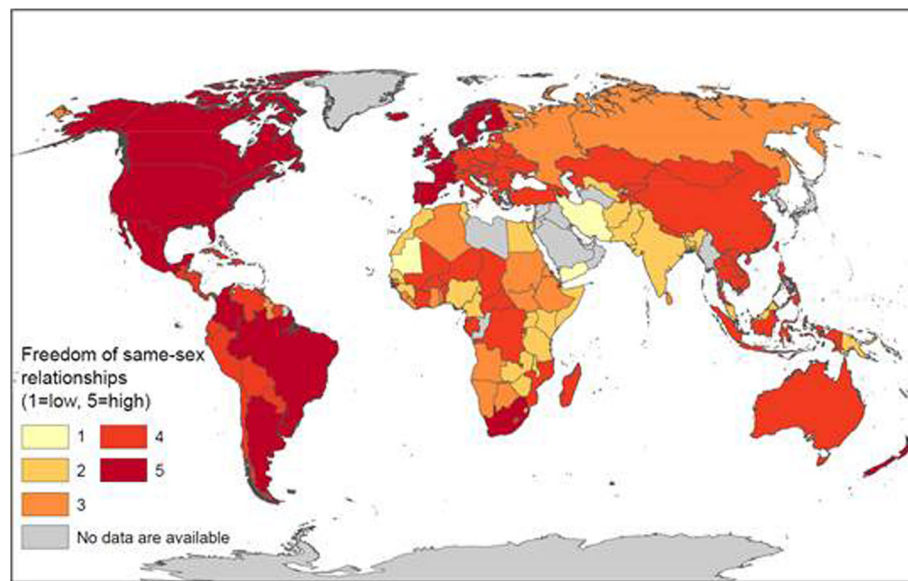 Freedom of same-sex
relationships
(1=low, 5=high)
1 4
2 5
3
No data are available